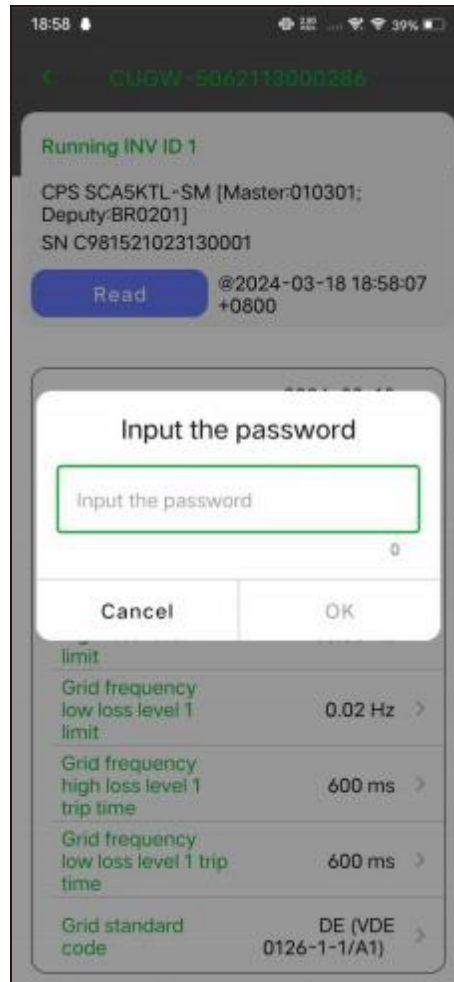 18:58
39%
CUGW-5062113000286
Running INV ID 1
CPS SCA5KTL-SM [Master:010301;
Deputy:BR0201]
SN C981521023130001
Read
@2024-03-18 18:58:07
+0800
Input the password
Input the password
0
Cancel
OK
limit
Grid frequency
low loss level 1
limit
0.02 Hz
Grid frequency
high loss level 1
trip time
600 ms
Grid frequency
low loss level 1 trip
time
600 ms
Grid standard
code
DE (VDE
0126-1-1/A1)